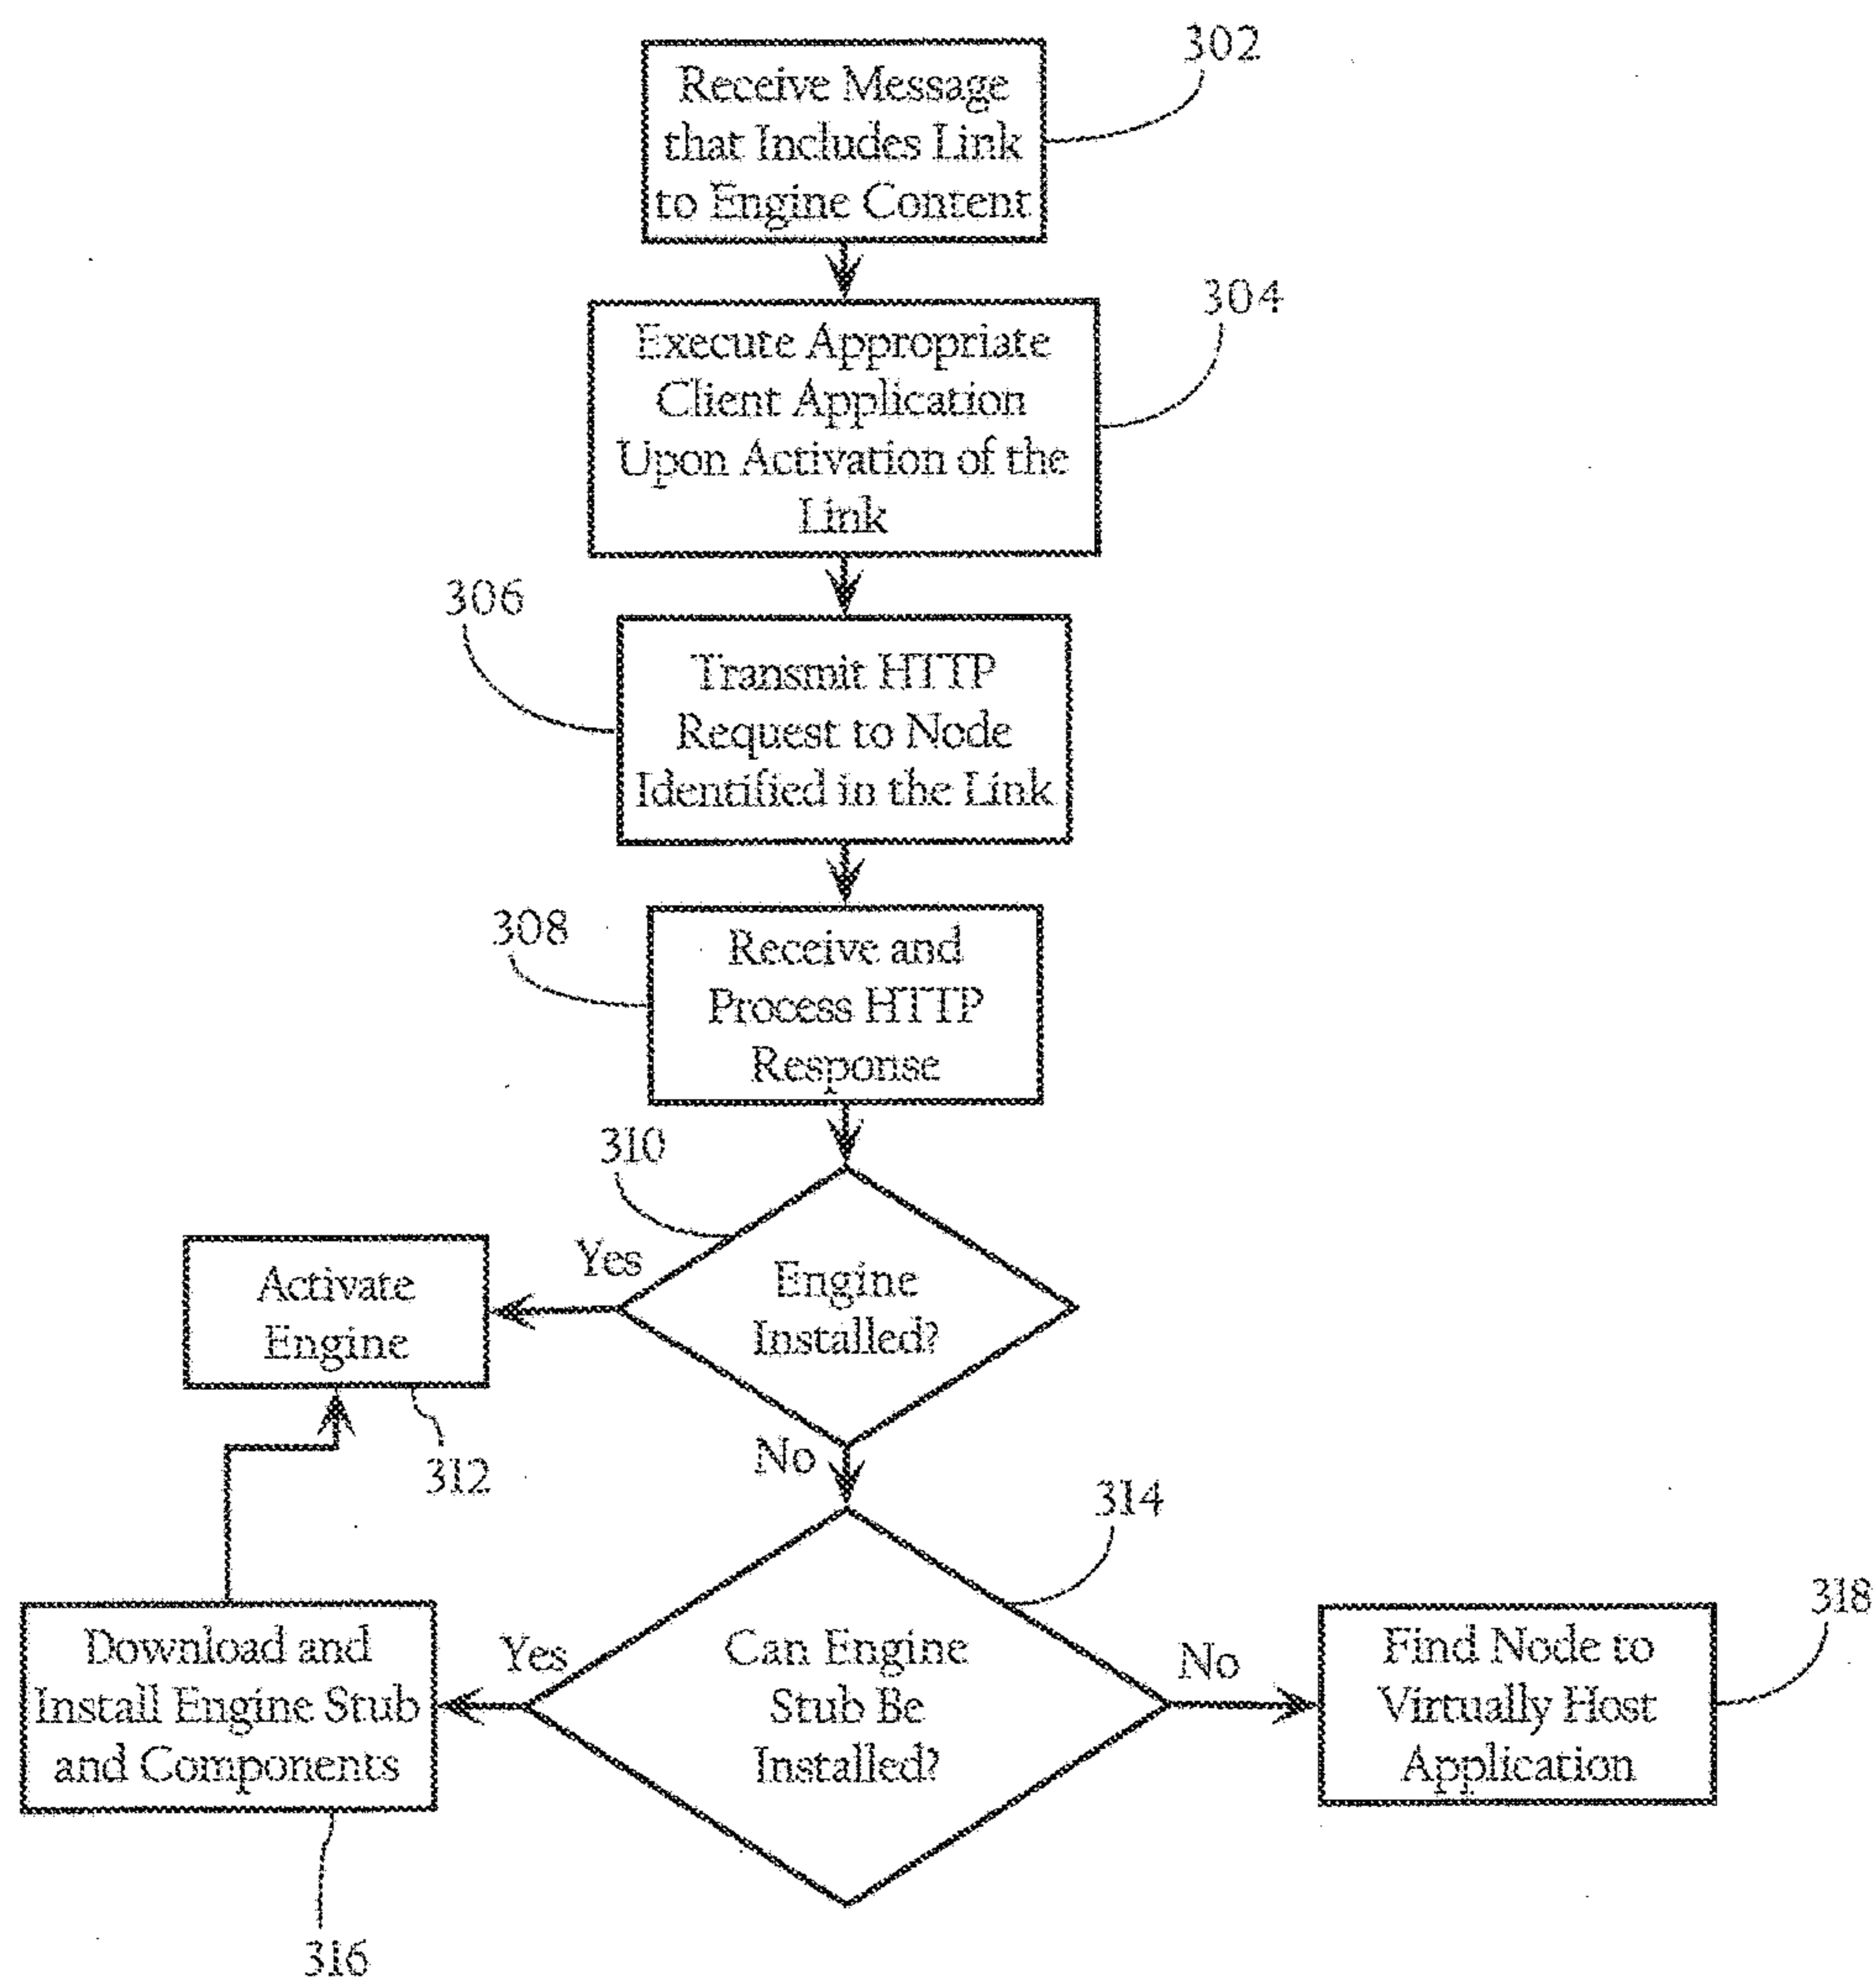 302
Receive Message
that Includes Link
to Engine Content
304
Execute Appropriate
Client Application
Upon Activation of the
Link
306
Transmit HTTP
Request to Node
Identified in the Link
308
Receive and
Process HTTP
Response
310
Yes
Engine
Installed?
Activate
Engine
312
No
314
Can Engine
Stub Be
Installed?
Yes
Download and
Install Engine Stub
and Components
316
No
318
Find Node to
Virtually Host
Application